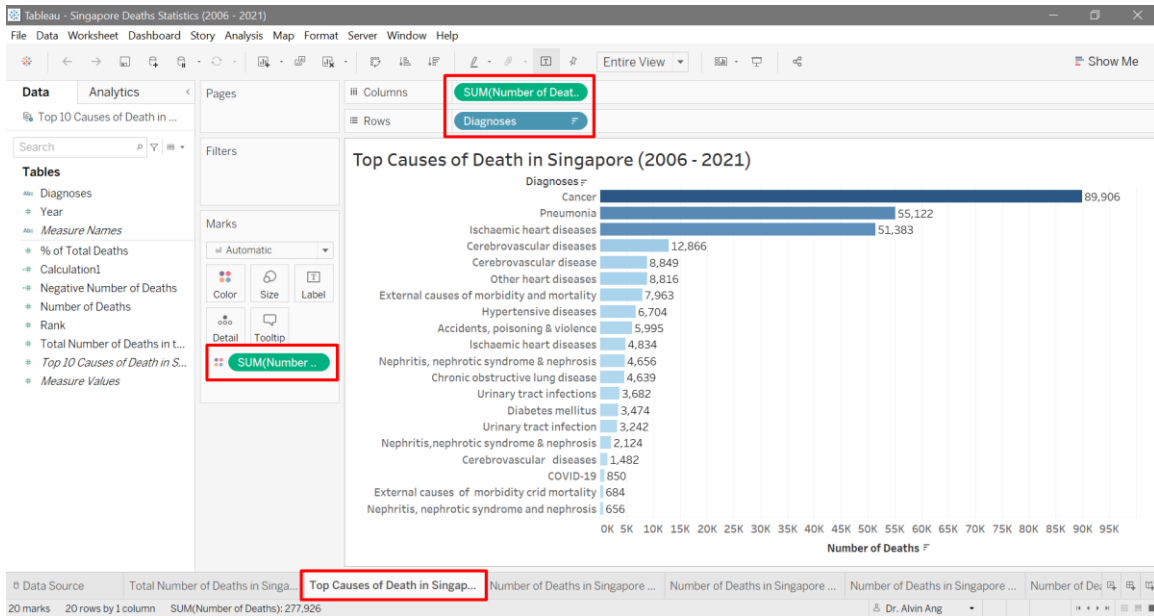 Tableau - Singapore Deaths Statistics (2006 - 2021)
File Data Worksheet Dashboard Story Analysis Map Format Server Window Help
Entire View
Show Me
Data Analytics
Top 10 Causes of Death in ...
Search
Tables
Abc Diagnoses
# Year
Abc Measure Names
# % of Total Deaths
=# Calculation1
=# Negative Number of Deaths
# Number of Deaths
# Rank
# Total Number of Deaths in t...
# Top 10 Causes of Death in S...
# Measure Values
Pages
Filters
Marks
Automatic
Color Size Label
Detail Tooltip
SUM(Number ..
Columns SUM(Number of Deat..
Rows Diagnoses
Top Causes of Death in Singapore (2006 - 2021)
Diagnoses
Cancer 89,906
Pneumonia 55,122
Ischaemic heart diseases 51,383
Cerebrovascular diseases 12,866
Cerebrovascular disease 8,849
Other heart diseases 8,816
External causes of morbidity and mortality 7,963
Hypertensive diseases 6,704
Accidents, poisoning & violence 5,995
Ischaemic heart diseases 4,834
Nephritis, nephrotic syndrome & nephrosis 4,656
Chronic obstructive lung disease 4,639
Urinary tract infections 3,682
Diabetes mellitus 3,474
Urinary tract infection 3,242
Nephritis,nephrotic syndrome & nephrosis 2,124
Cerebrovascular diseases 1,482
COVID-19 850
External causes of morbidity crid mortality 684
Nephritis, nephrotic syndrome and nephrosis 656
0K 5K 10K 15K 20K 25K 30K 35K 40K 45K 50K 55K 60K 65K 70K 75K 80K 85K 90K 95K
Number of Deaths
Data Source Total Number of Deaths in Singa... Top Causes of Death in Singap... Number of Deaths in Singapore ... Number of Deaths in Singapore ... Number of Deaths in Singapore ... Number of De
20 marks 20 rows by 1 column SUM(Number of Deaths): 277,926 Dr. Alvin Ang